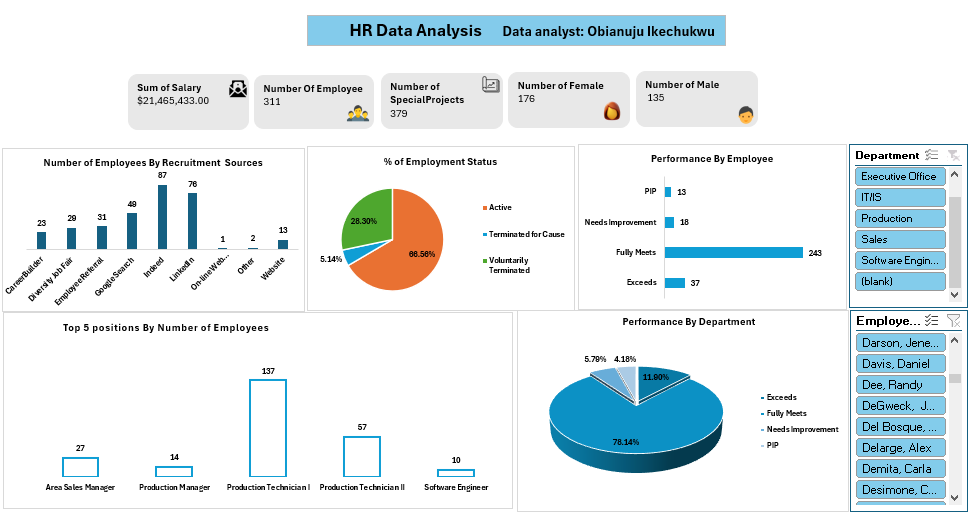 HR Data Analysis Data analyst: Obianuju Ikechukwu
Sum of Salary
$21,465,433.00
Number Of Employee
311
Number of
SpecialProjects
379
Number of Female
176
Number of Male
135
Number of Employees By Recruitment Sources
23
29
31
49
87
76
1
2
13
CareerBuilder
Diversity Job Fair
Employee Referral
Google Search
Indeed
LinkedIn
On-line Web...
Other
Website
% of Employment Status
28.30%
5.14%
66.56%
Active
Terminated for Cause
Voluntarily
Terminated
Performance By Employee
PIP 13
Needs Improvement 18
Fully Meets 243
Exceeds 37
Department
Executive Office
IT/IS
Production
Sales
Software Engin...
(blank)
Top 5 positions By Number of Employees
27
14
137
57
10
Area Sales Manager
Production Manager
Production Technician I
Production Technician II
Software Engineer
Performance By Department
5.79%
4.18%
11.90%
78.14%
Exceeds
Fully Meets
Needs Improvement
PIP
Employe...
Darson, Jene...
Davis, Daniel
Dee, Randy
DeGweck, J...
Del Bosque, ...
Delarge, Alex
Demita, Carla
Desimone, C...